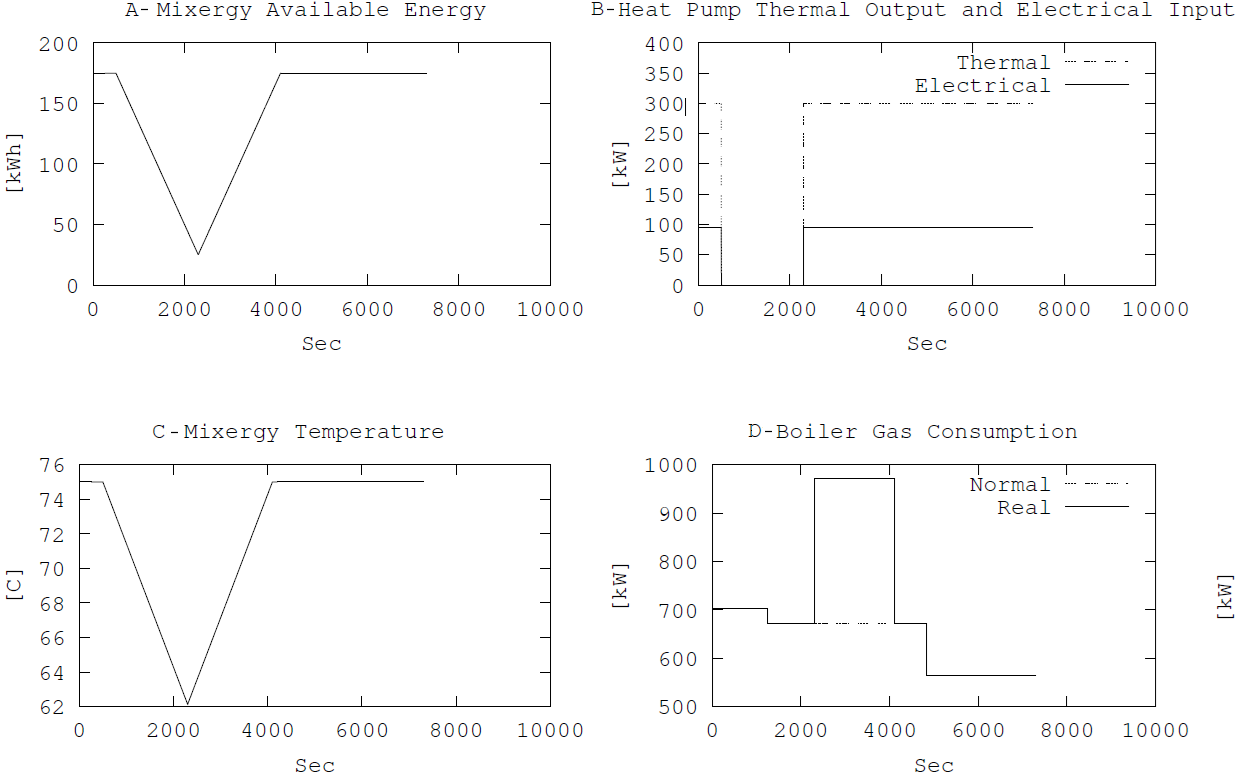 A- Mixergy Available Energy
[kWh]
200
150
100
50
0
0 2000 4000 6000 8000 10000
Sec
B-Heat Pump Thermal Output and Electrical Input
[kW]
400
350
300
250
200
150
100
50
0
Thermal
Electrical
0 2000 4000 6000 8000 10000
Sec
C-Mixergy Temperature
[C]
76
74
72
70
68
66
64
62
0 2000 4000 6000 8000 10000
Sec
D-Boiler Gas Consumption
[kW]
1000
900
800
700
600
500
Normal
Real
0 2000 4000 6000 8000 10000
Sec
[kW]